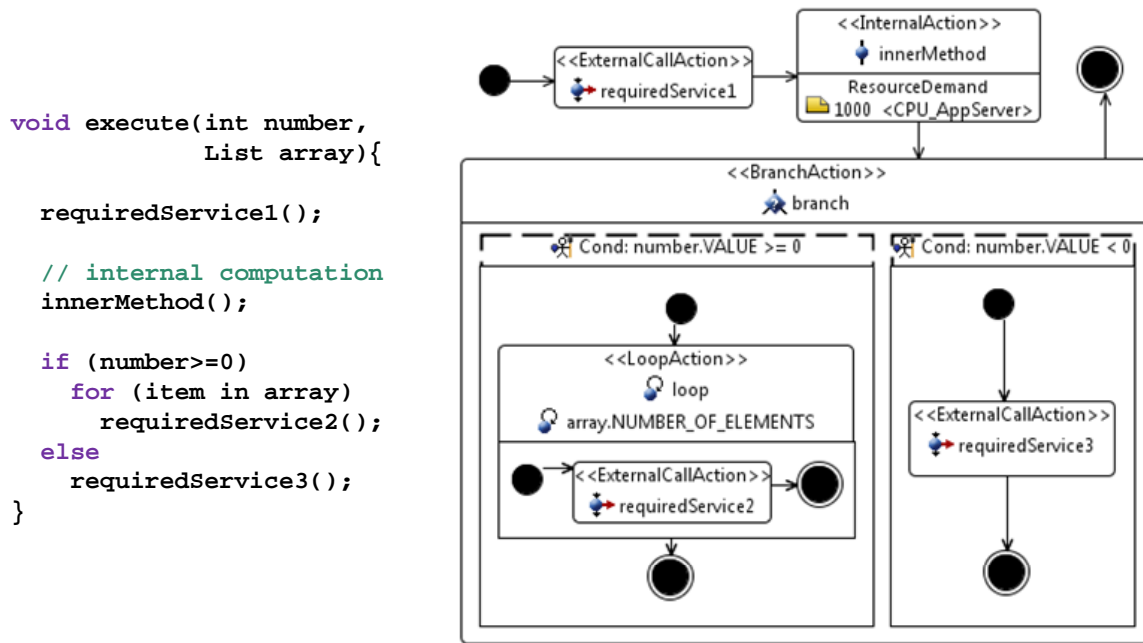 void execute(int number,
List array){
requiredService1();
// internal computation
innerMethod();
if (number>=0)
for (item in array)
requiredService2();
else
requiredService3();
}
<<ExternalCallAction>>
requiredService1
<<InternalAction>>
innerMethod
ResourceDemand
1000 <CPU_AppServer>
<<BranchAction>>
branch
Cond: number.VALUE >= 0
<<LoopAction>>
loop
array.NUMBER_OF_ELEMENTS
<<ExternalCallAction>>
requiredService2
Cond: number.VALUE < 0
<<ExternalCallAction>>
requiredService3